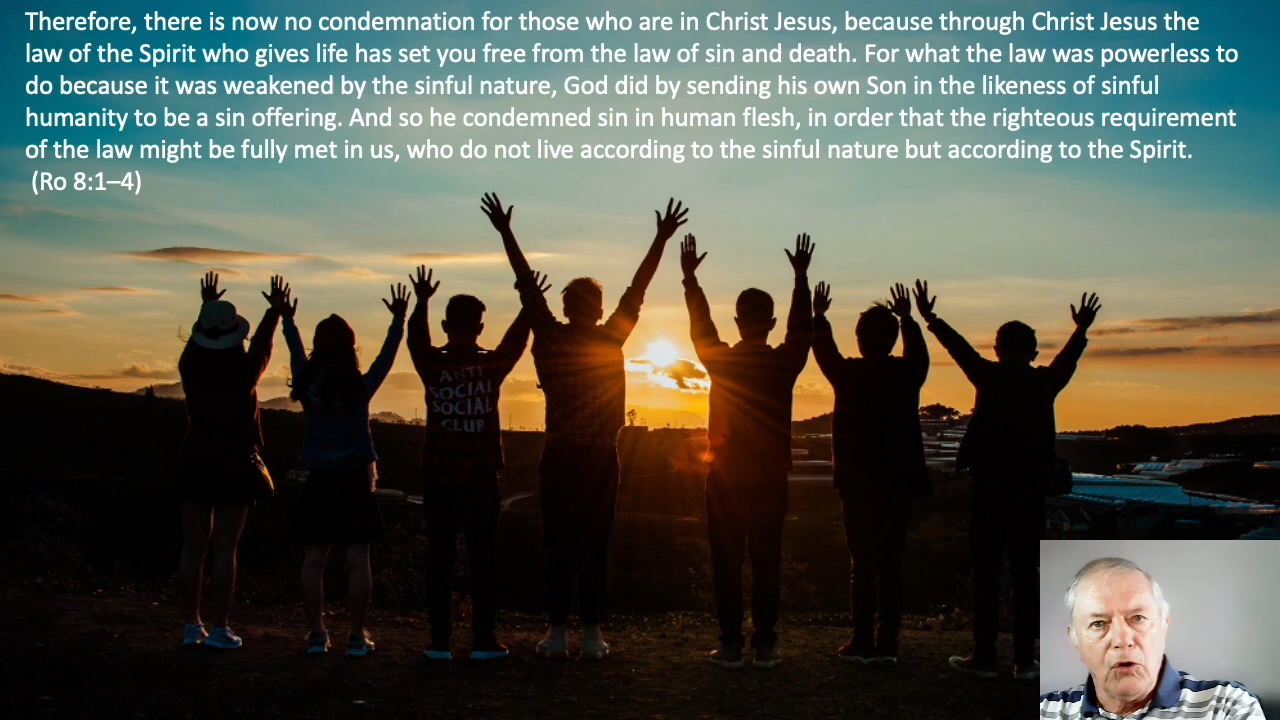 Therefore, there is now no condemnation for those who are in Christ Jesus, because through Christ Jesus the
law of the Spirit who gives life has set you free from the law of sin and death. For what the law was powerless to
do because it was weakened by the sinful nature, God did by sending his own Son in the likeness of sinful
humanity to be a sin offering. And so he condemned sin in human flesh, in order that the righteous requirement
of the law might be fully met in us, who do not live according to the sinful nature but according to the Spirit.
(Ro 8:1–4)
ANTI
SOCIAL
SOCIAL
CLUB